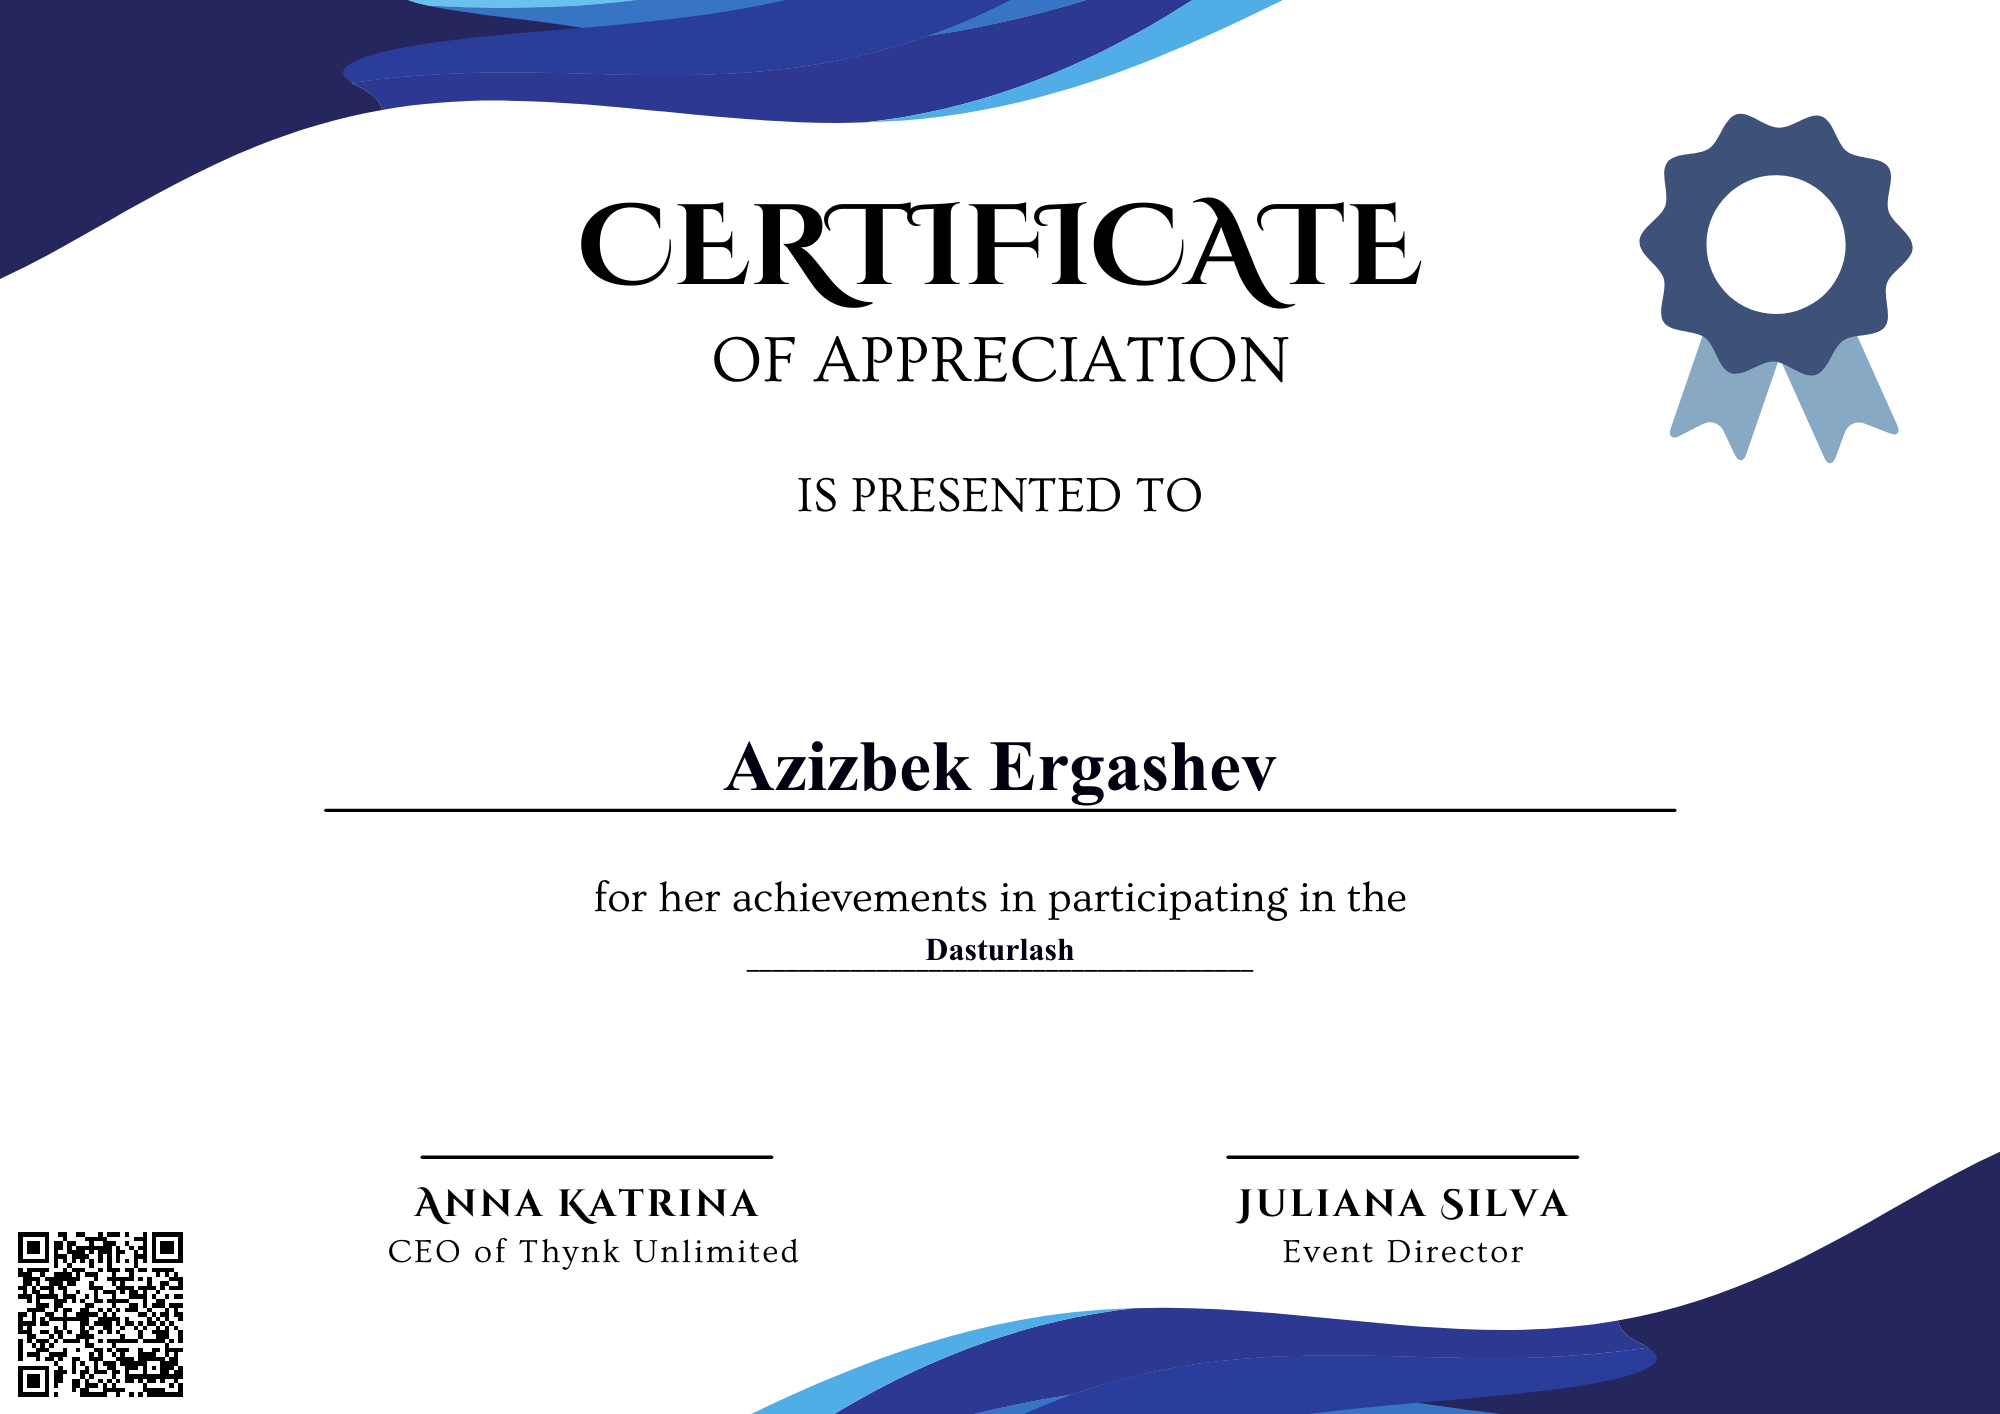 CERTIFICATE
OF APPRECIATION
IS PRESENTED TO
Azizbek Ergashev
for her achievements in participating in the
Dasturlash
Anna Katrina
CEO of Thynk Unlimited
Juliana Silva
Event Director